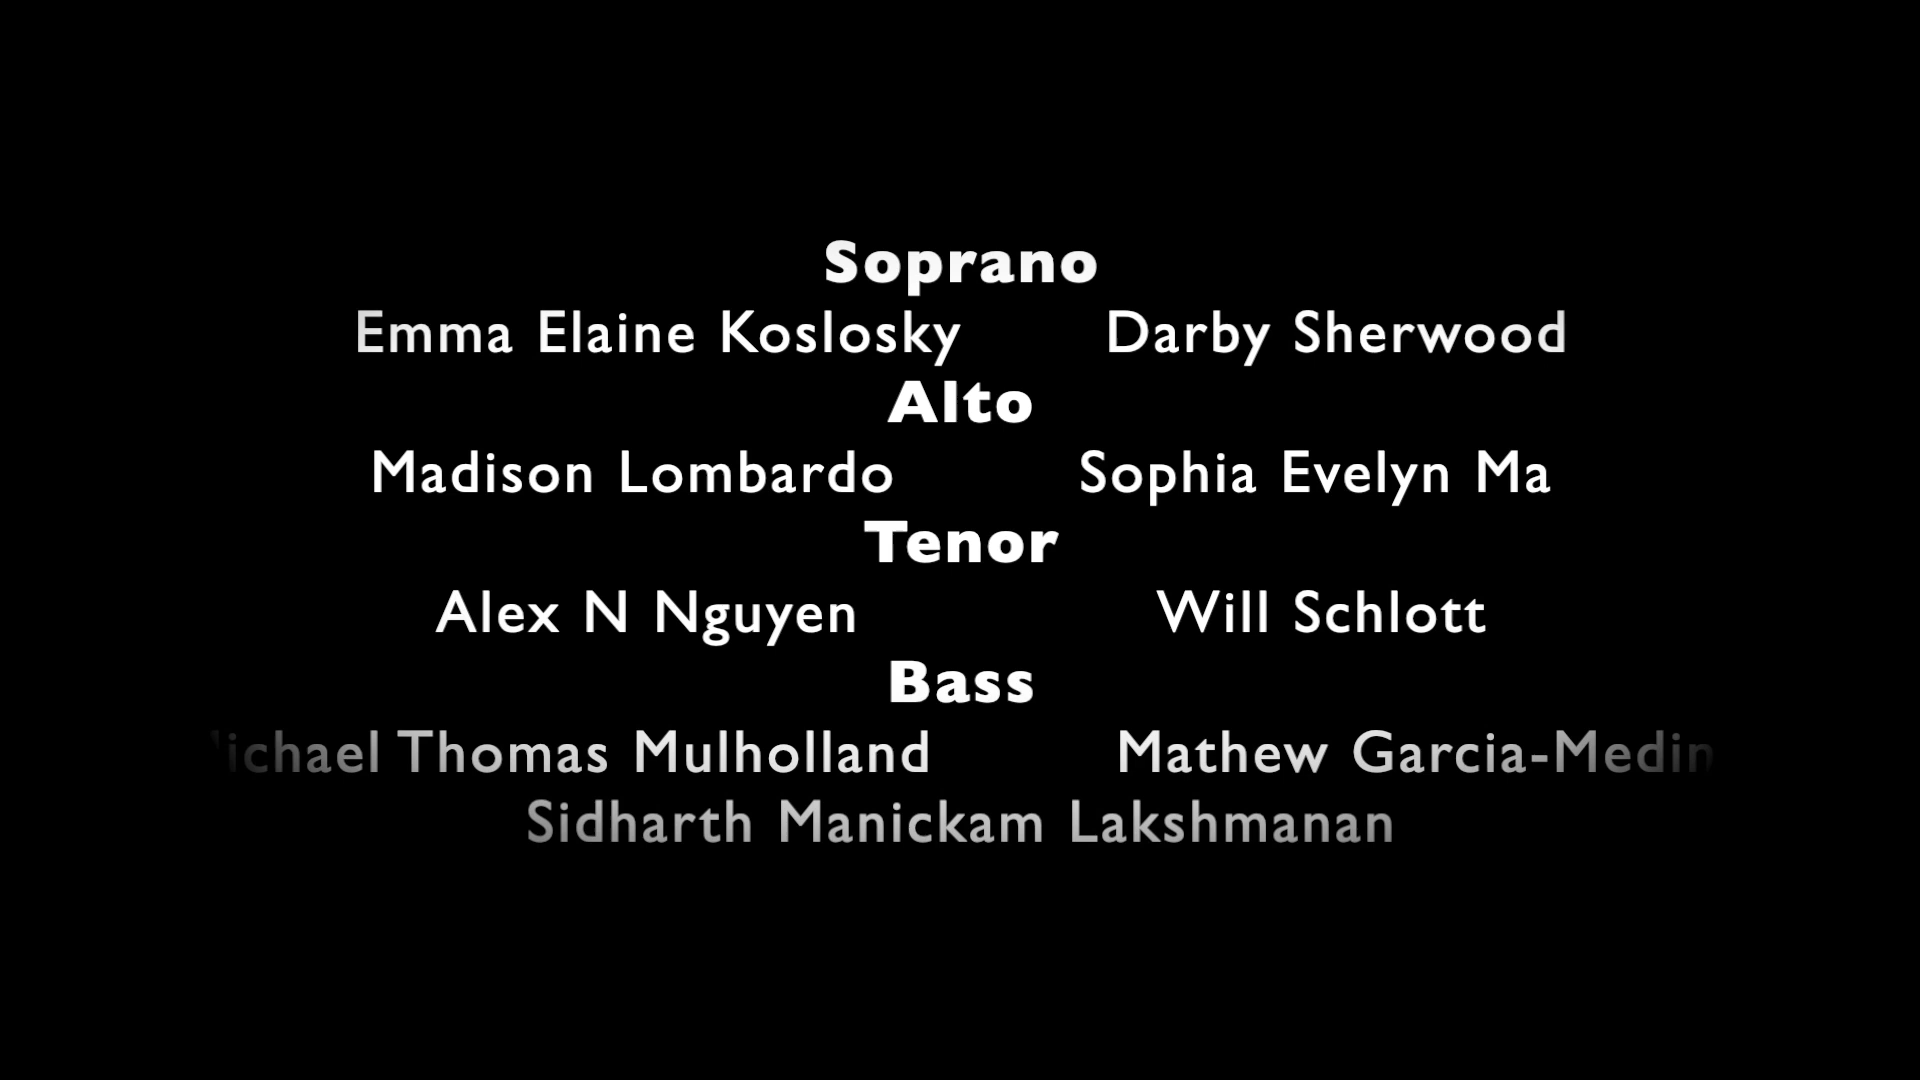 Soprano
Emma Elaine Koslosky Darby Sherwood
Alto
Madison Lombardo Sophia Evelyn Ma
Tenor
Alex N Nguyen Will Schlott
Bass
Thomas Mulholland Mathew
Sidharth Manickam Lakshmanan